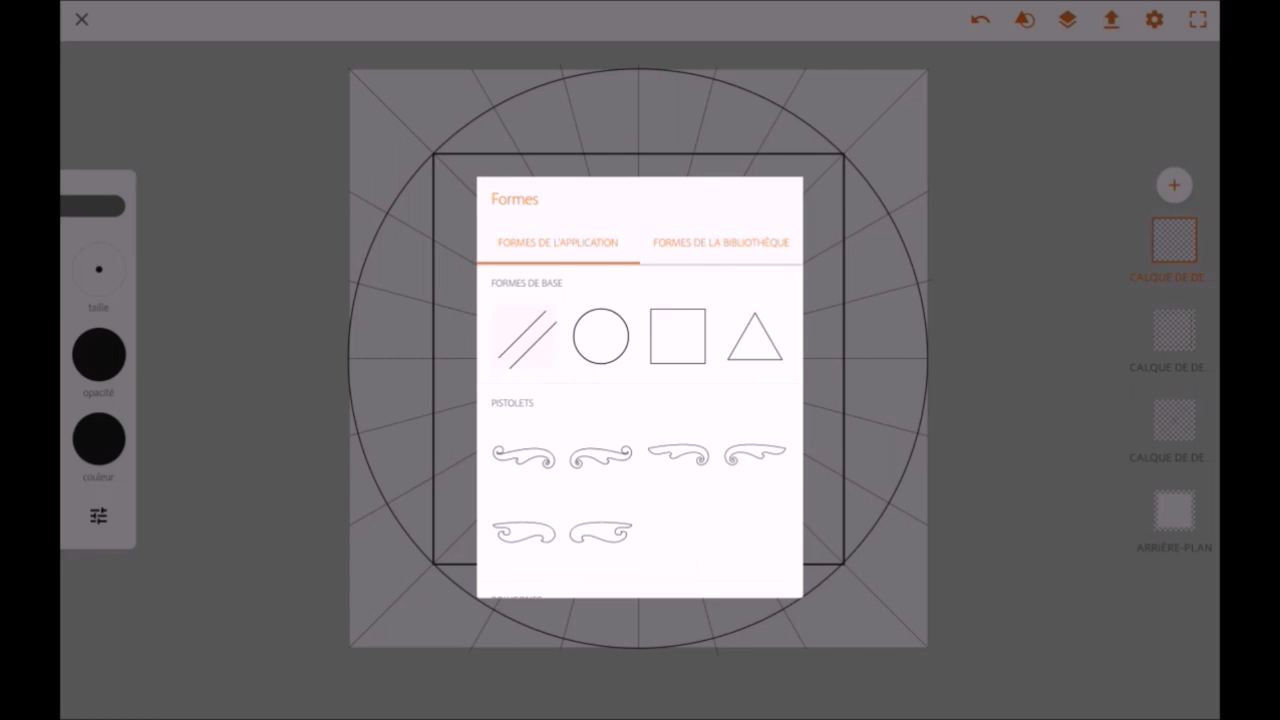 Formes
FORMES DE L'APPLICATION
FORMES DE LA BIBLIOTHÈQUE
FORMES DE BASE
PISTOLETS
taille
opacité
couleur
CALQUE DE DE...
CALQUE DE DE...
CALQUE DE DE...
ARRIÈRE-PLAN